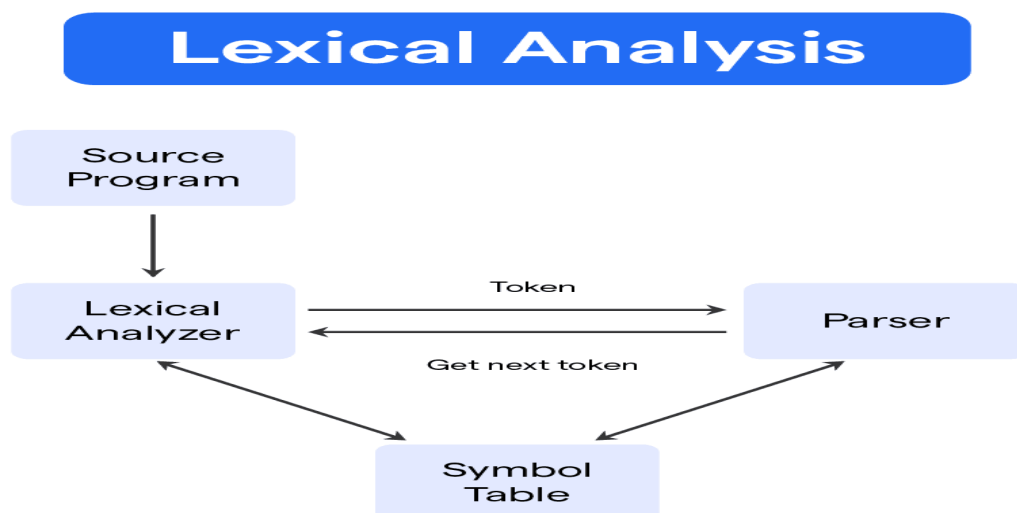 Lexical Analysis
Source
Program
Token
Lexical
Analyzer
Parser
Get next token
Symbol
Table